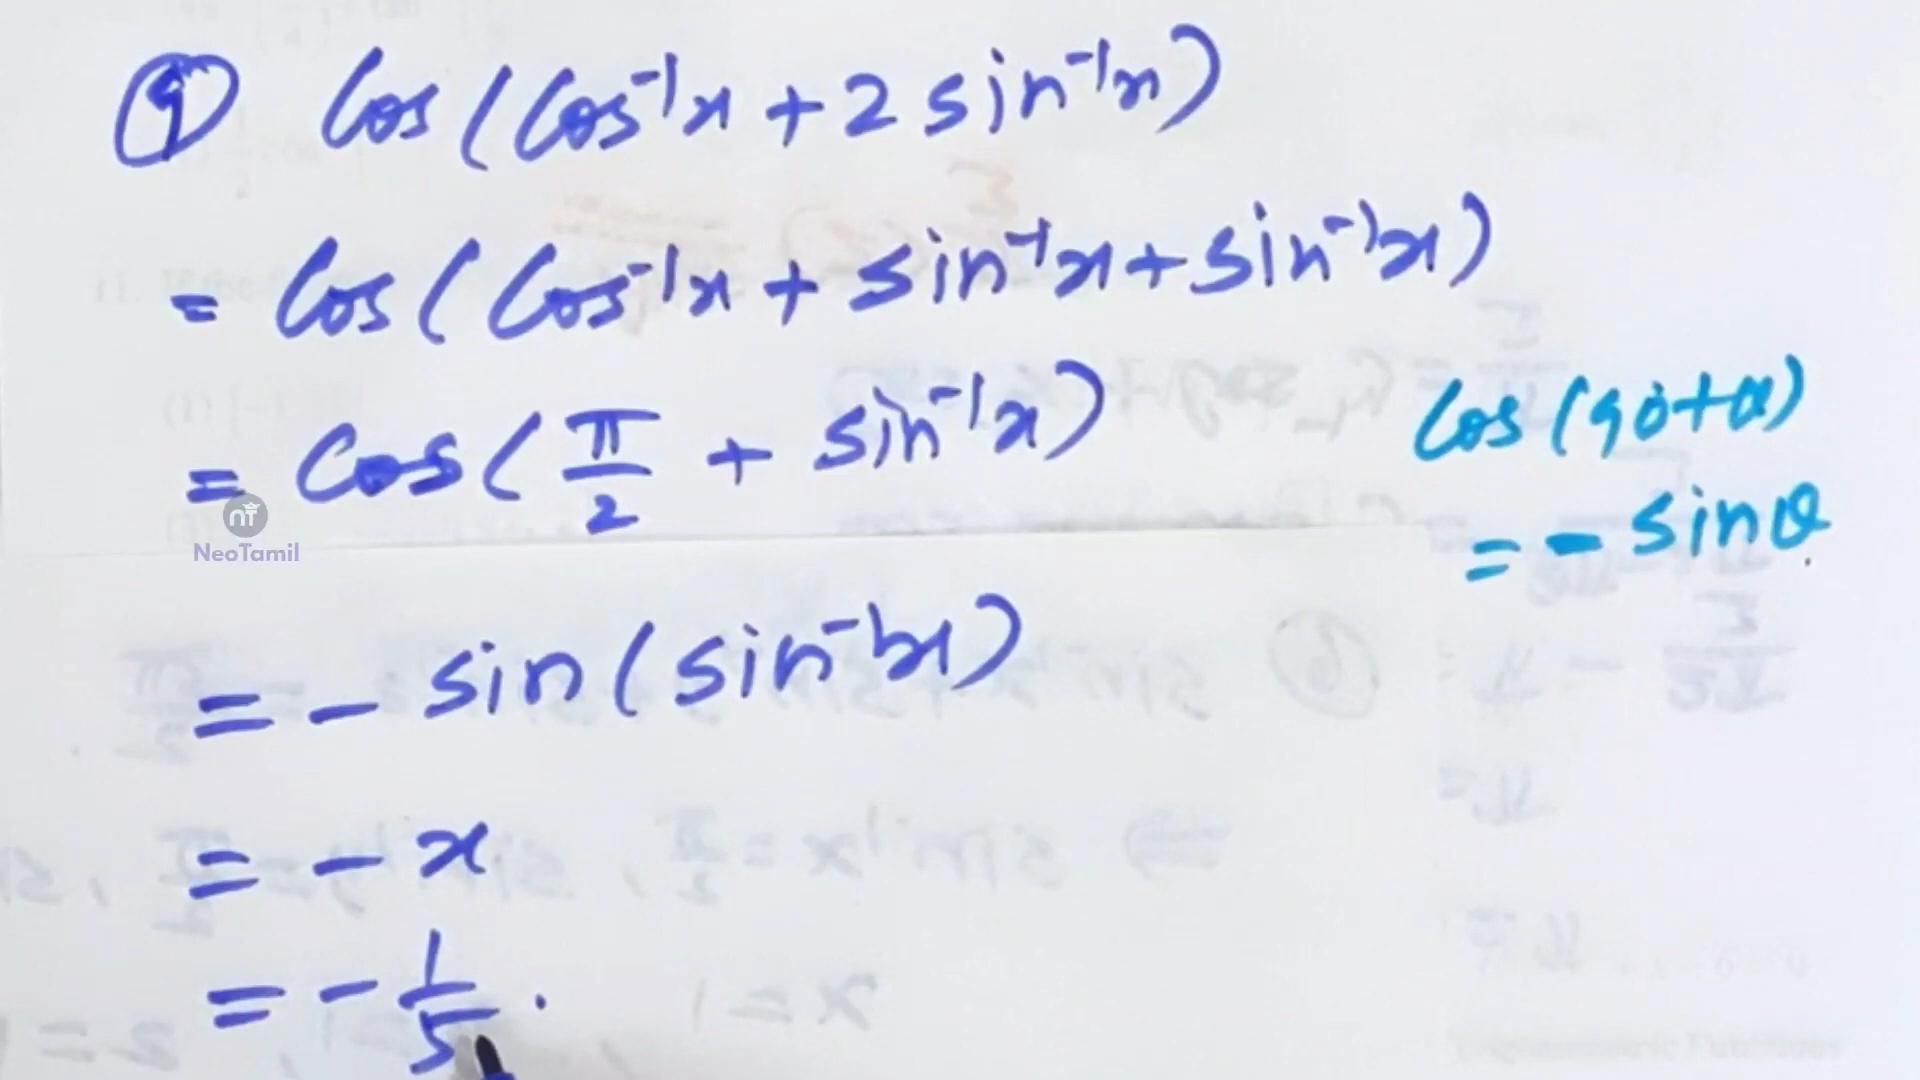 9 cos(cos⁻¹x + 2 sin⁻¹x)
= cos(cos⁻¹x + sin⁻¹x + sin⁻¹x)
= cos(π/2 + sin⁻¹x)
cos(90+θ)
= - sinθ
NeoTamil
= - sin(sin⁻¹x)
= - x
= - 1/5.